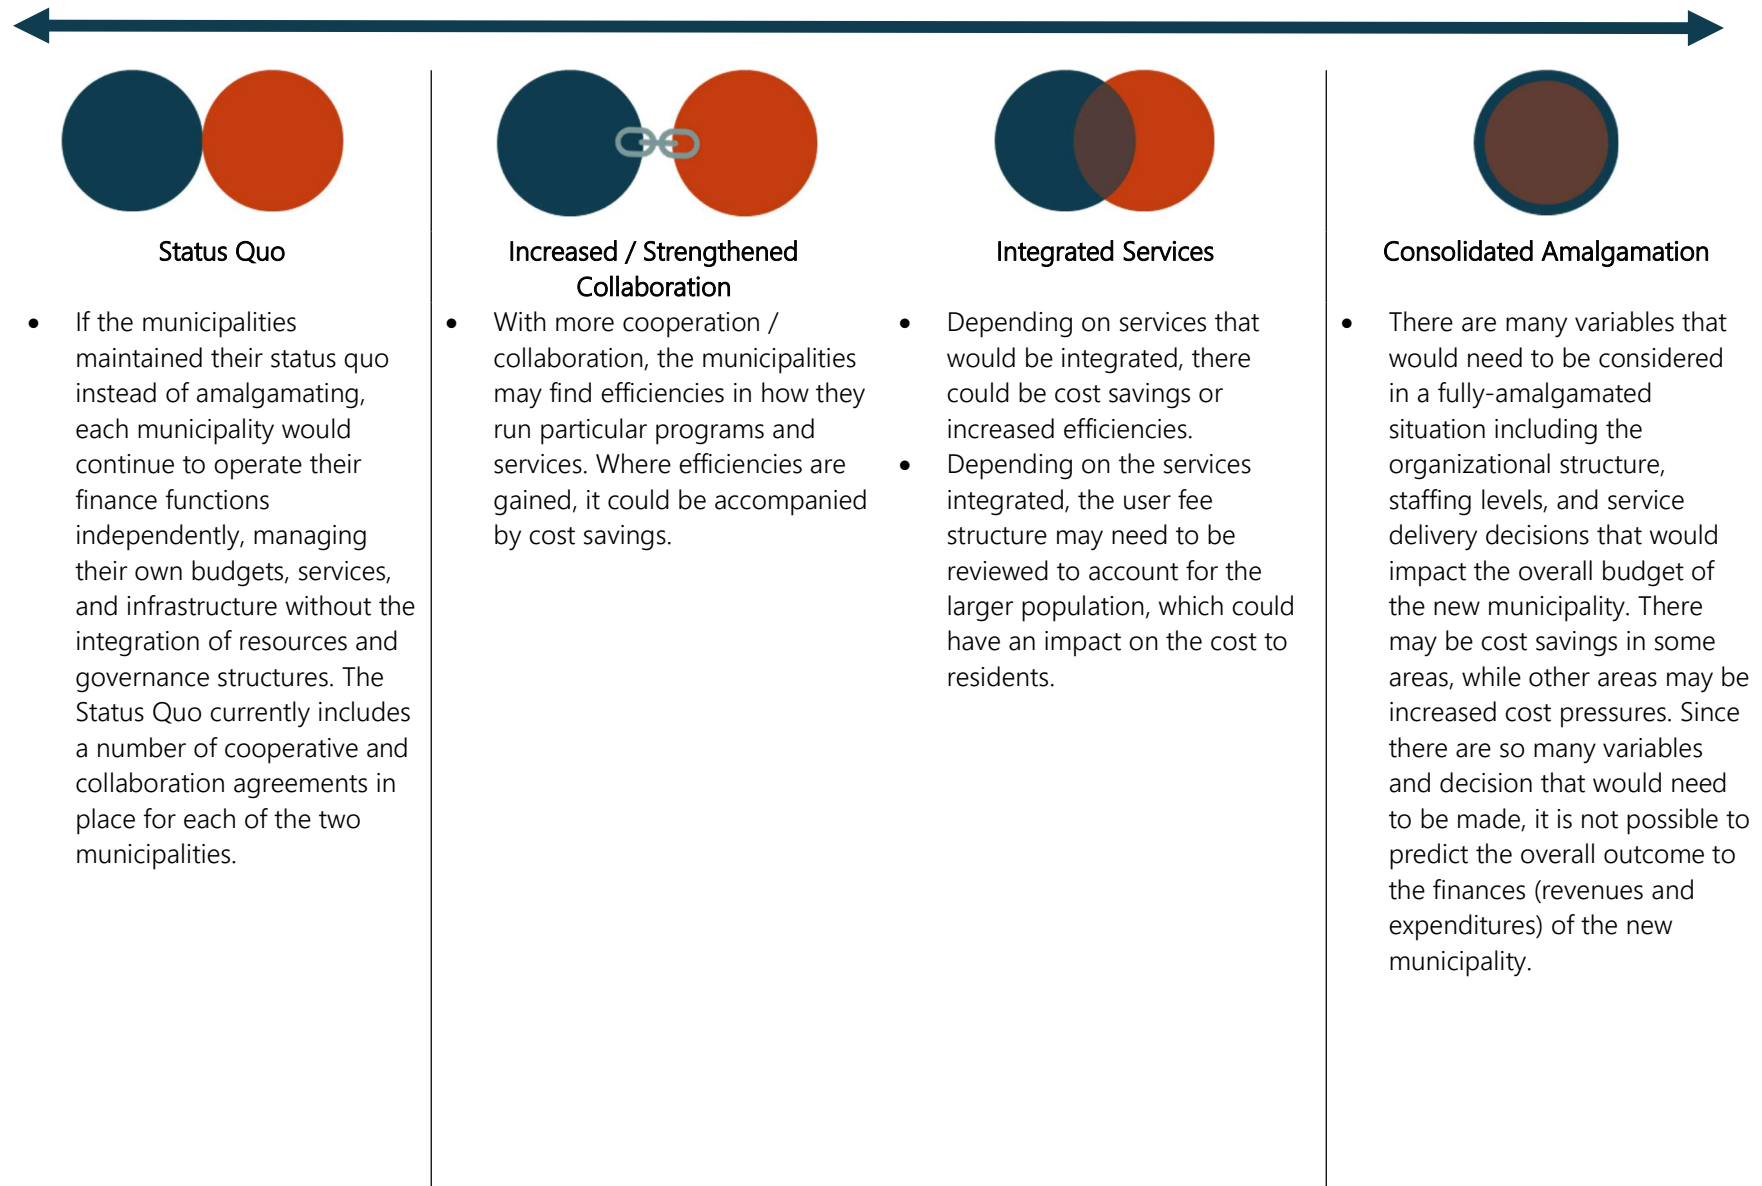 Status Quo
• If the municipalities
maintained their status quo
instead of amalgamating,
each municipality would
continue to operate their
finance functions
independently, managing
their own budgets, services,
and infrastructure without the
integration of resources and
governance structures. The
Status Quo currently includes
a number of cooperative and
collaboration agreements in
place for each of the two
municipalities.
Increased / Strengthened
Collaboration
• With more cooperation /
collaboration, the municipalities
may find efficiencies in how they
run particular programs and
services. Where efficiencies are
gained, it could be accompanied
by cost savings.
Integrated Services
• Depending on services that
would be integrated, there
could be cost savings or
increased efficiencies.
• Depending on the services
integrated, the user fee
structure may need to be
reviewed to account for the
larger population, which could
have an impact on the cost to
residents.
Consolidated Amalgamation
• There are many variables that
would need to be considered
in a fully-amalgamated
situation including the
organizational structure,
staffing levels, and service
delivery decisions that would
impact the overall budget of
the new municipality. There
may be cost savings in some
areas, while other areas may be
increased cost pressures. Since
there are so many variables
and decision that would need
to be made, it is not possible to
predict the overall outcome to
the finances (revenues and
expenditures) of the new
municipality.